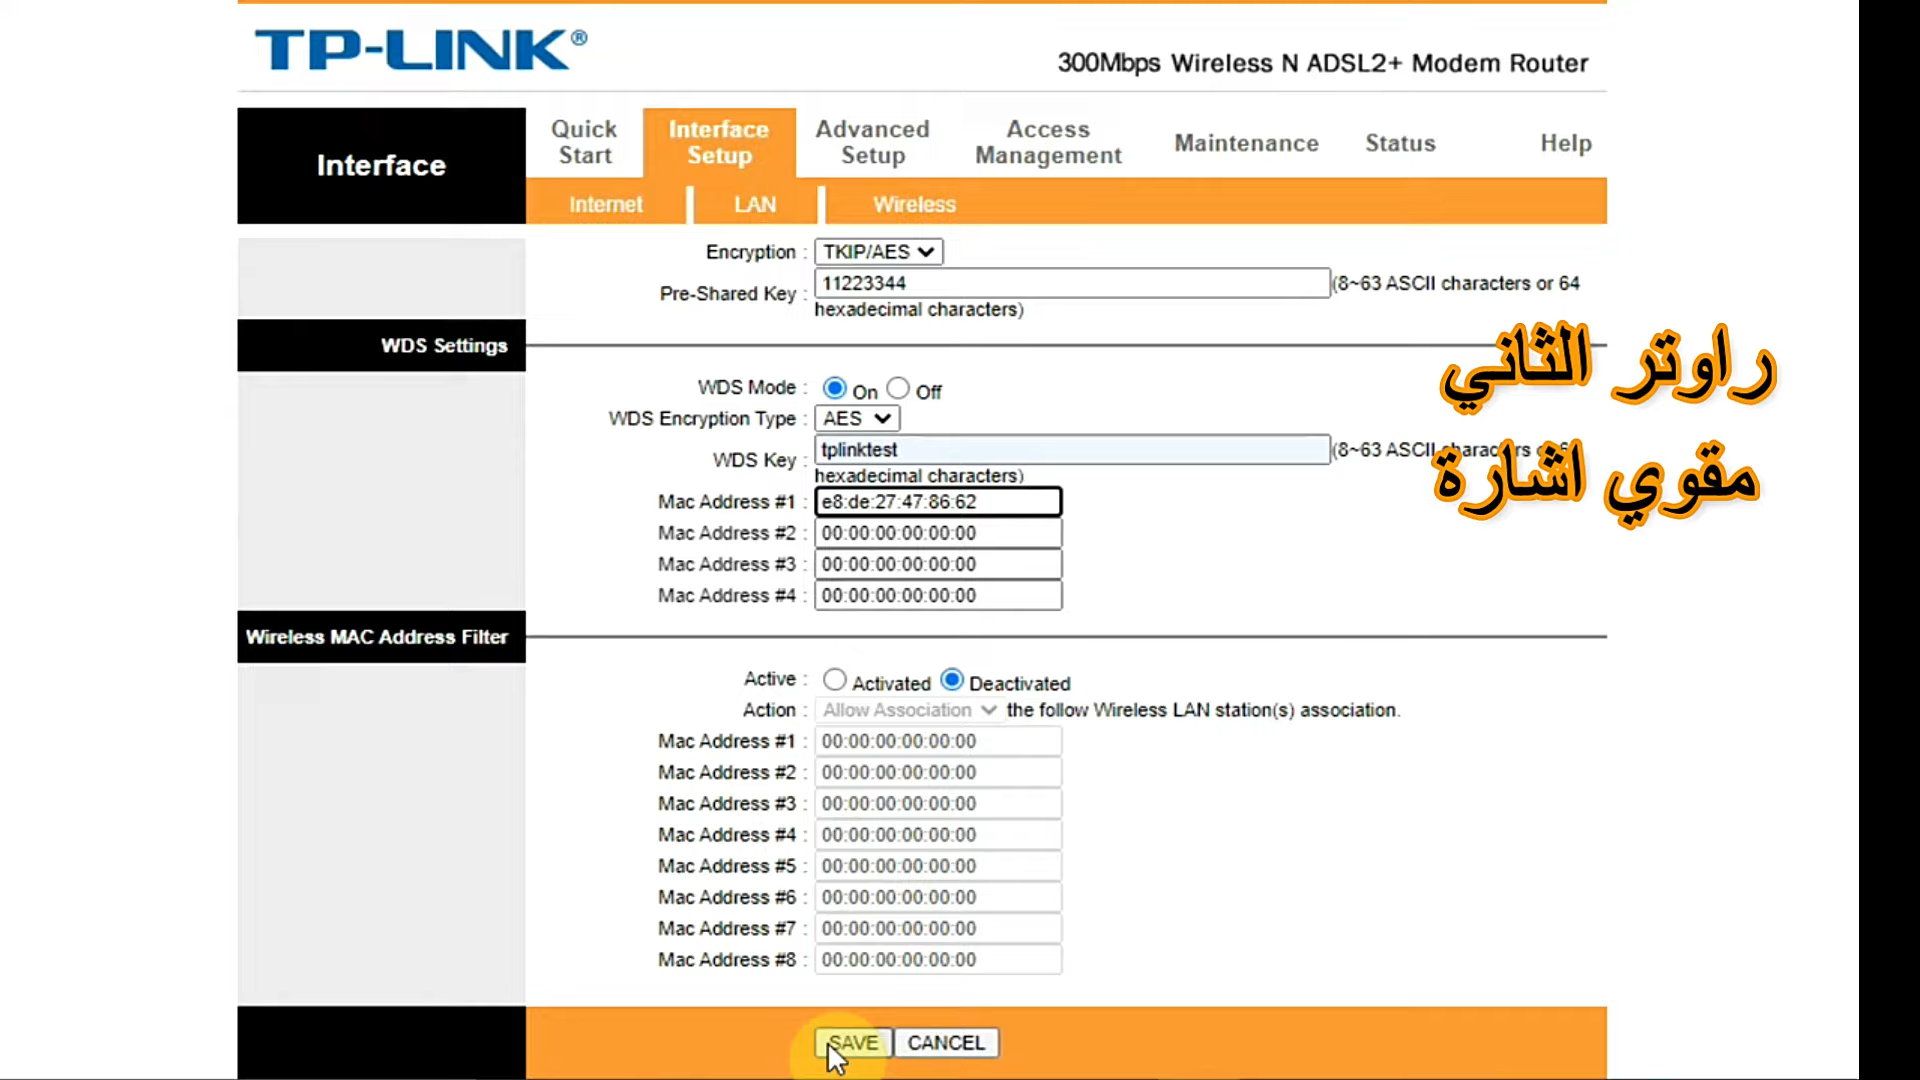 TP-LINK®
300Mbps Wireless N ADSL2+ Modem Router
Interface
Quick Start
Interface Setup
Advanced Setup
Access Management
Maintenance
Status
Help
Internet
LAN
Wireless
Encryption : TKIP/AES
Pre-Shared Key : 11223344 (8~63 ASCII characters or 64
hexadecimal characters)
WDS Settings
WDS Mode : On Off
WDS Encryption Type : AES
WDS Key : tplinktest (8~63 ASCII characters
hexadecimal characters)
Mac Address #1 : e8:de:27:47:86:62
Mac Address #2 : 00:00:00:00:00:00
Mac Address #3 : 00:00:00:00:00:00
Mac Address #4 : 00:00:00:00:00:00
راوتر الثاني
مقوي اشارة
Wireless MAC Address Filter
Active : Activated Deactivated
Action : Allow Association the follow Wireless LAN station(s) association.
Mac Address #1 : 00:00:00:00:00:00
Mac Address #2 : 00:00:00:00:00:00
Mac Address #3 : 00:00:00:00:00:00
Mac Address #4 : 00:00:00:00:00:00
Mac Address #5 : 00:00:00:00:00:00
Mac Address #6 : 00:00:00:00:00:00
Mac Address #7 : 00:00:00:00:00:00
Mac Address #8 : 00:00:00:00:00:00
SAVE CANCEL